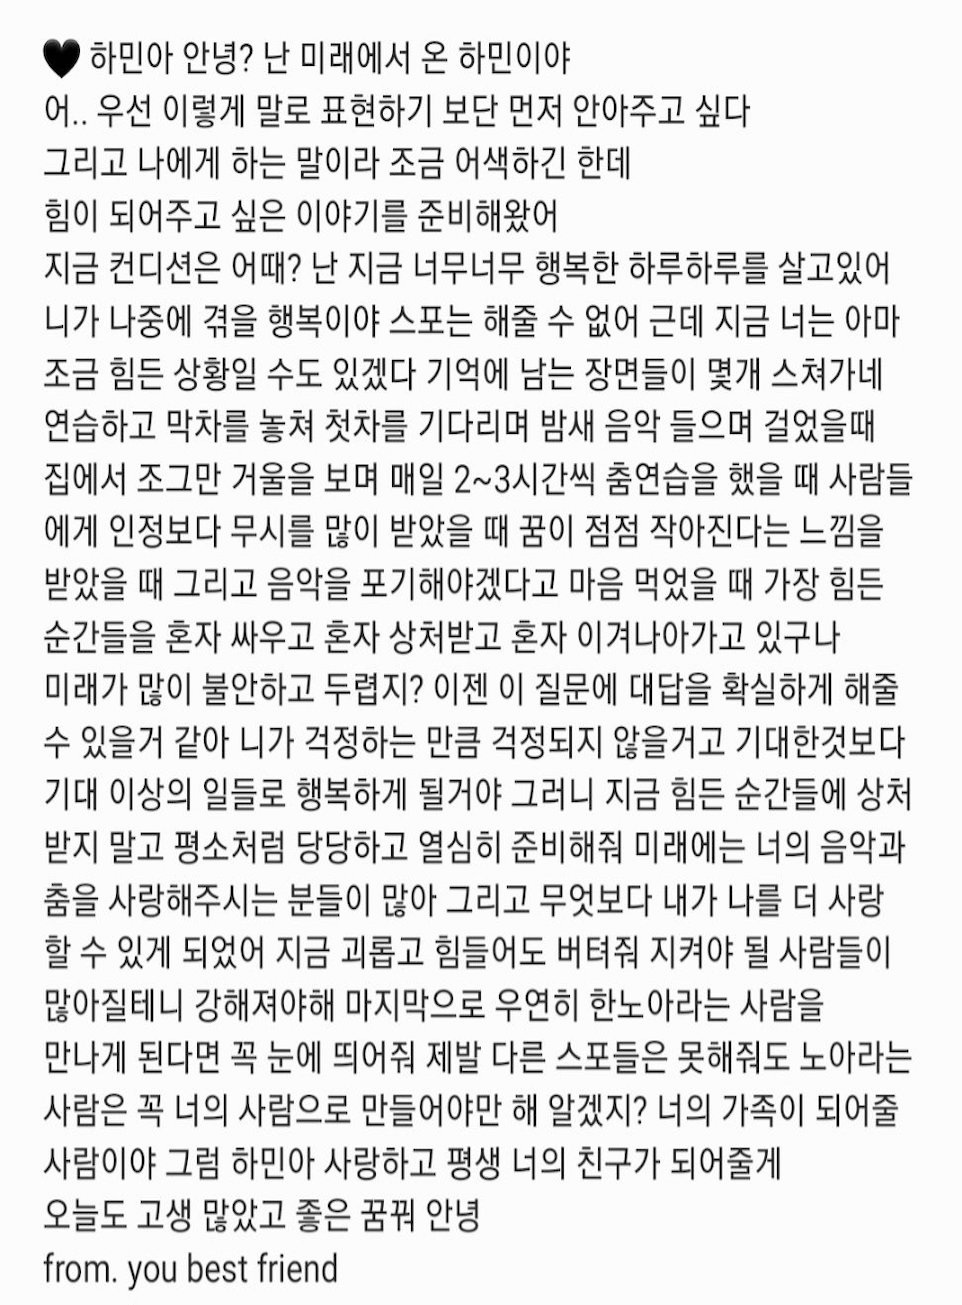 🖤 하민아 안녕? 난 미래에서 온 하민이야
어.. 우선 이렇게 말로 표현하기 보단 먼저 안아주고 싶다
그리고 나에게 하는 말이라 조금 어색하긴 한데
힘이 되어주고 싶은 이야기를 준비해왔어
지금 컨디션은 어때? 난 지금 너무너무 행복한 하루하루를 살고있어
니가 나중에 겪을 행복이야 스포는 해줄 수 없어 근데 지금 너는 아마
조금 힘든 상황일 수도 있겠다 기억에 남는 장면들이 몇개 스쳐가네
연습하고 막차를 놓쳐 첫차를 기다리며 밤새 음악 들으며 걸었을때
집에서 조그만 거울을 보며 매일 2~3시간씩 춤연습을 했을 때 사람들
에게 인정보다 무시를 많이 받았을 때 꿈이 점점 작아진다는 느낌을
받았을 때 그리고 음악을 포기해야겠다고 마음 먹었을 때 가장 힘든
순간들을 혼자 싸우고 혼자 상처받고 혼자 이겨나아가고 있구나
미래가 많이 불안하고 두렵지? 이젠 이 질문에 대답을 확실하게 해줄
수 있을거 같아 니가 걱정하는 만큼 걱정되지 않을거고 기대한것보다
기대 이상의 일들로 행복하게 될거야 그러니 지금 힘든 순간들에 상처
받지 말고 평소처럼 당당하고 열심히 준비해줘 미래에는 너의 음악과
춤을 사랑해주시는 분들이 많아 그리고 무엇보다 내가 나를 더 사랑
할 수 있게 되었어 지금 괴롭고 힘들어도 버텨줘 지켜야 될 사람들이
많아질테니 강해져야해 마지막으로 우연히 한노아라는 사람을
만나게 된다면 꼭 눈에 띄어줘 제발 다른 스포들은 못해줘도 노아라는
사람은 꼭 너의 사람으로 만들어야만 해 알겠지? 너의 가족이 되어줄
사람이야 그럼 하민아 사랑하고 평생 너의 친구가 되어줄게
오늘도 고생 많았고 좋은 꿈꿔 안녕
from. you best friend